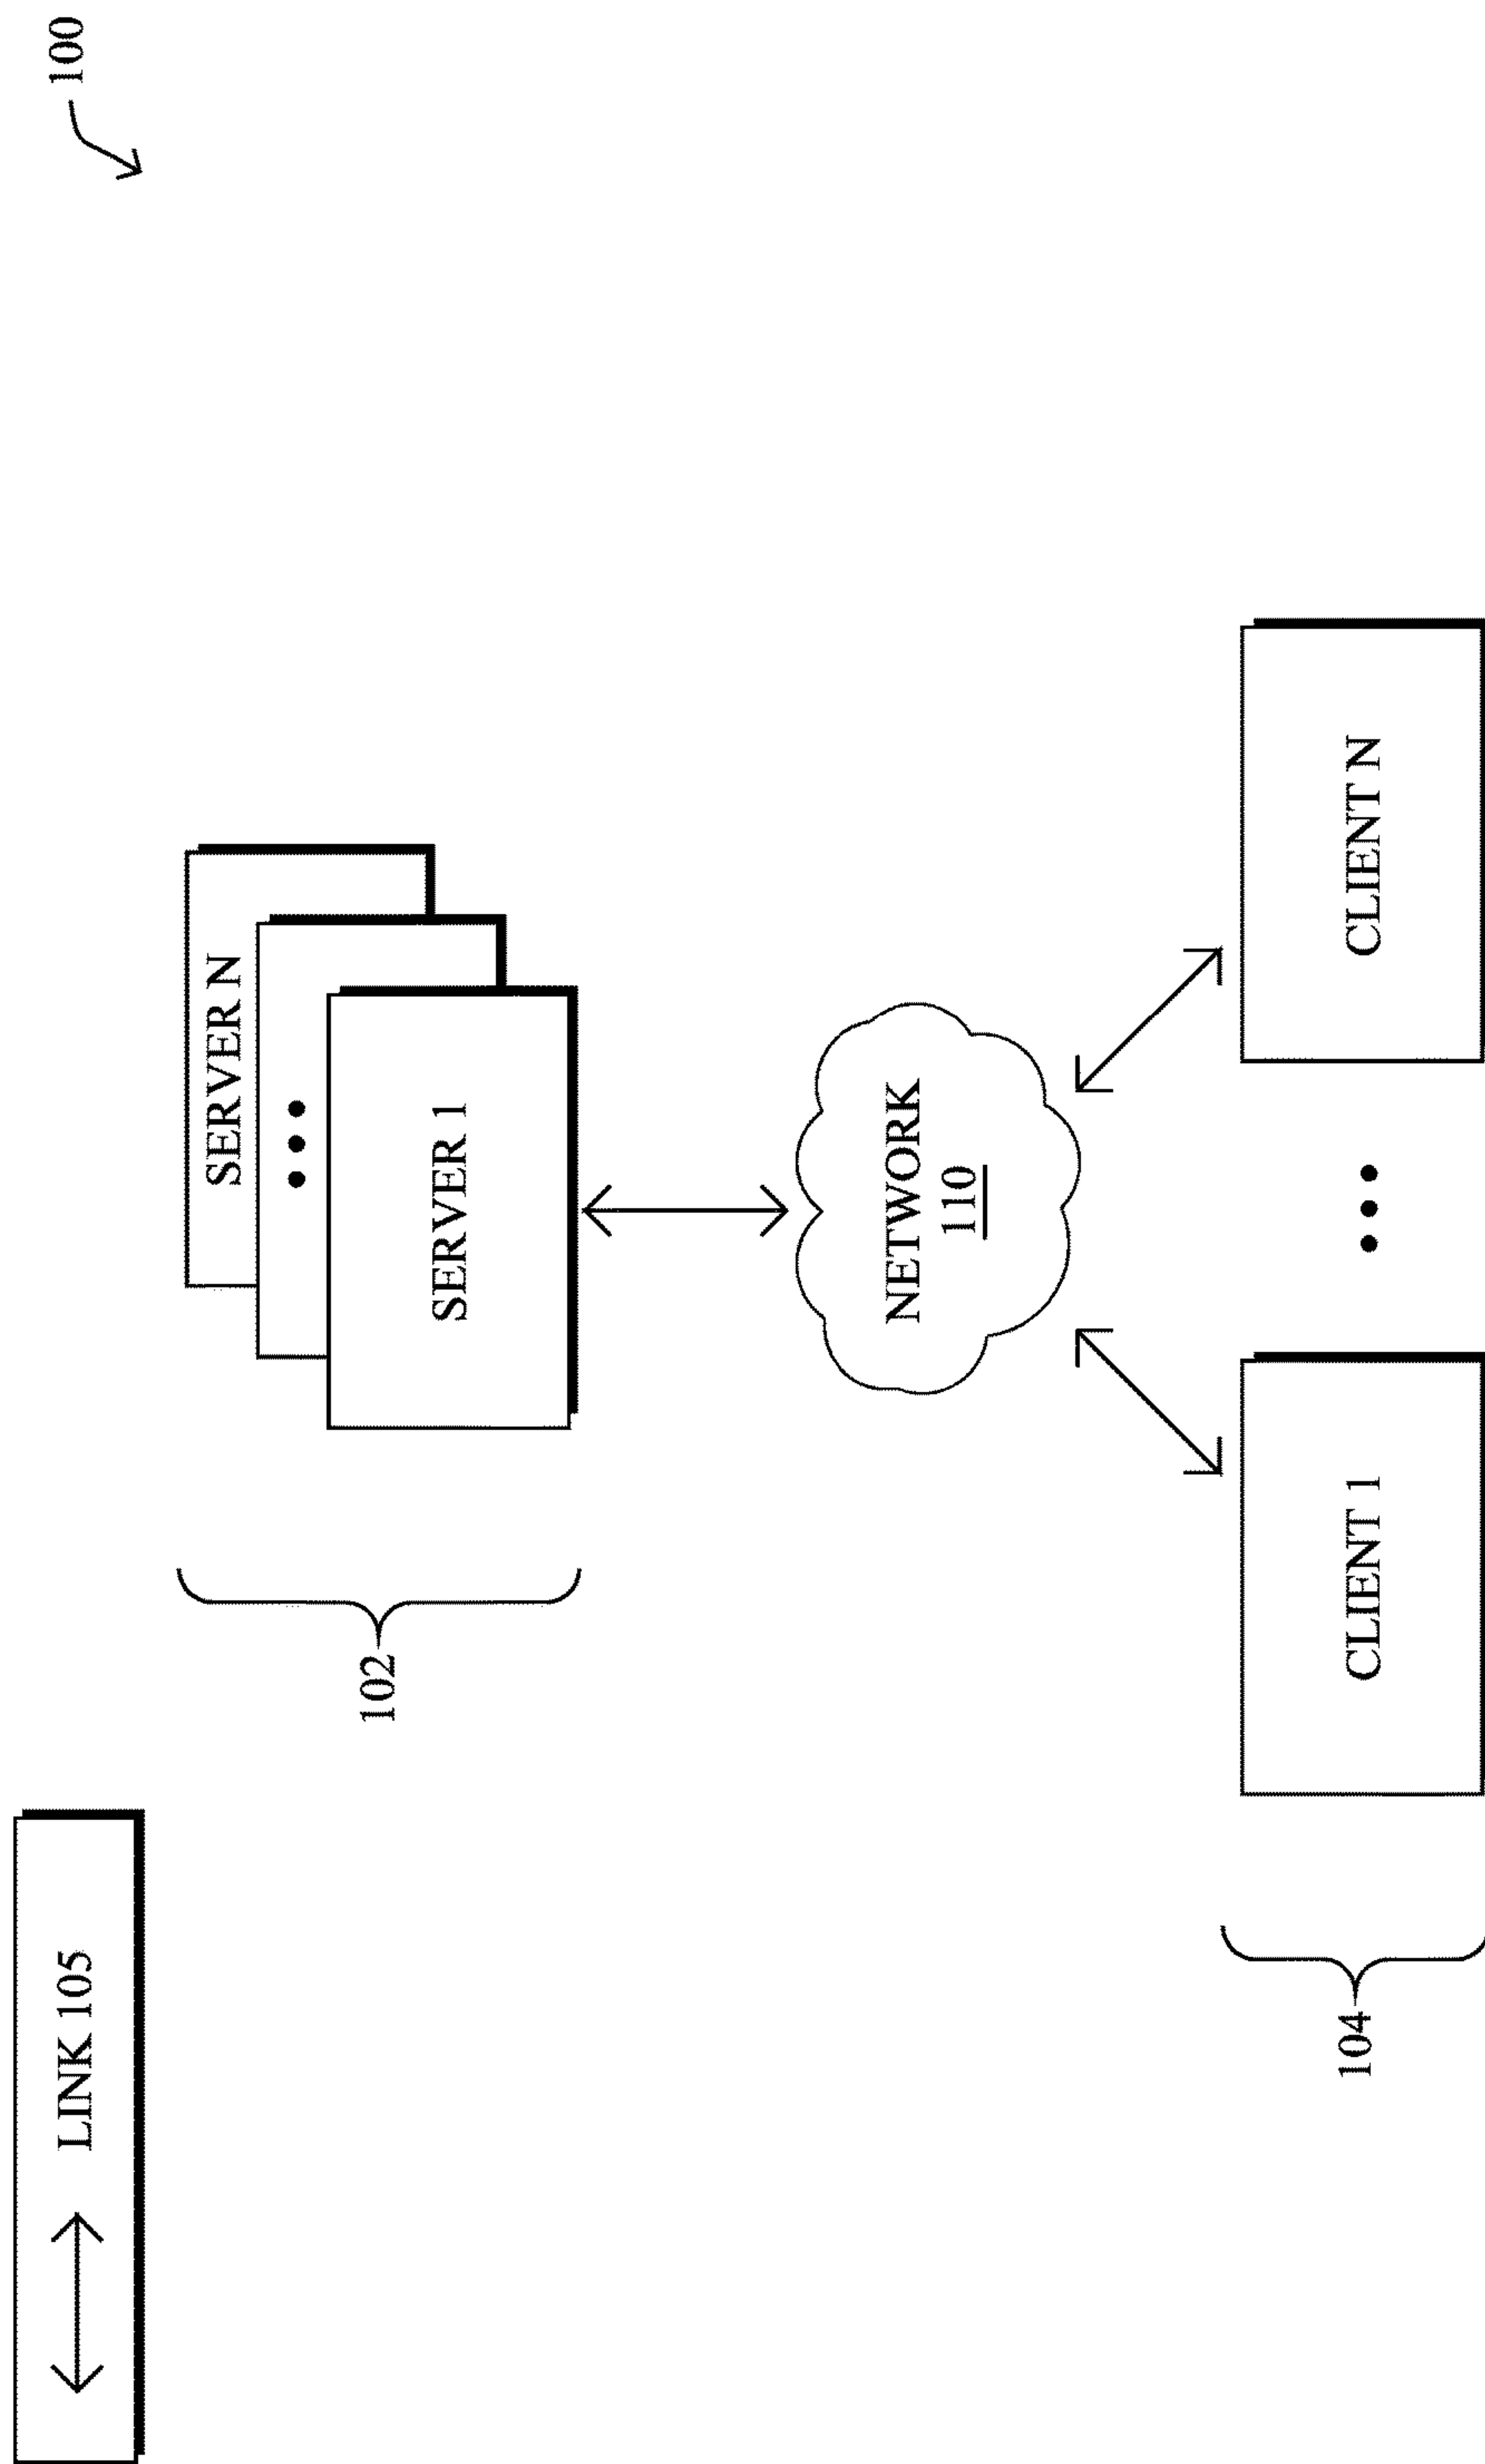 100
LINK 105
SERVER N
SERVER 1
102
NETWORK
110
CLIENT 1
CLIENT N
104